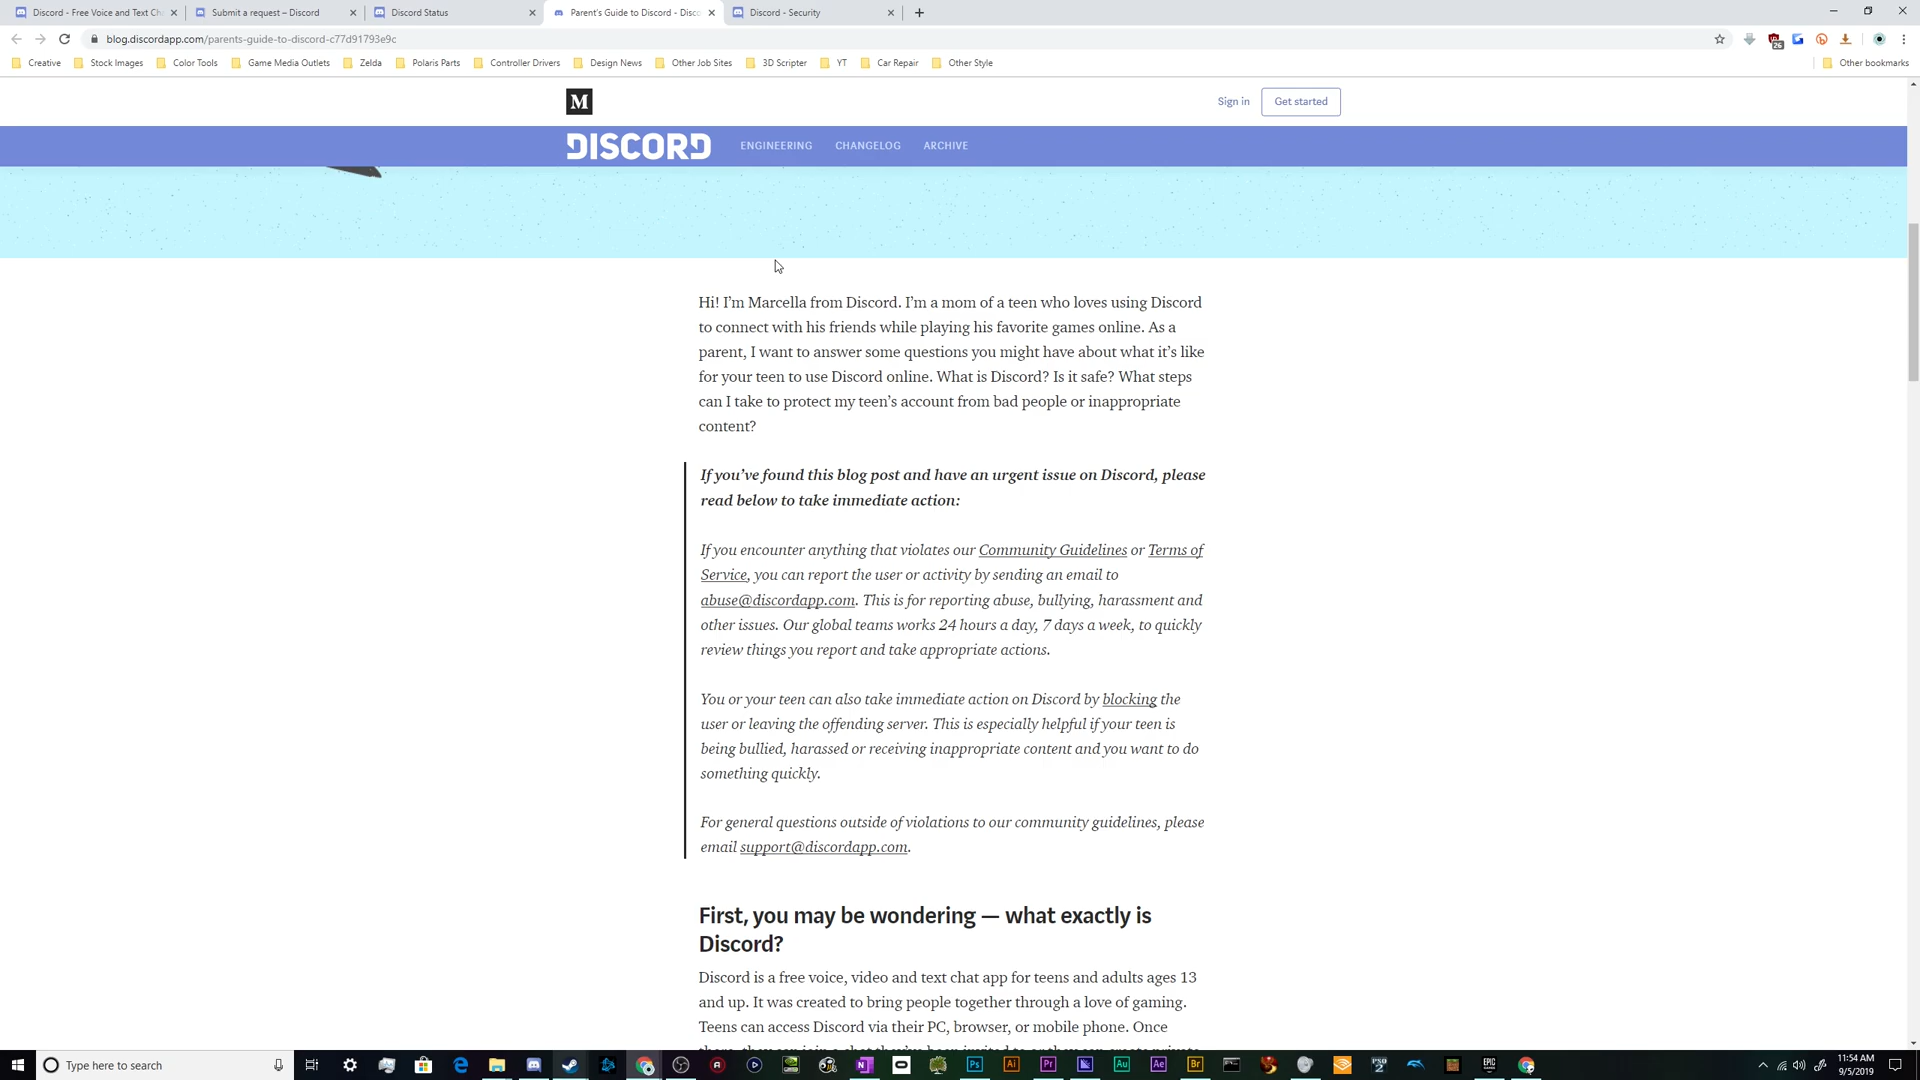 Discord - Free Voice and Text Ch
Submit a request – Discord
Discord Status
Parent's Guide to Discord - Disco
Discord - Security
blog.discordapp.com/parents-guide-to-discord-c77d91793e9c
26
Creative
Stock Images
Color Tools
Game Media Outlets
Zelda
Polaris Parts
Controller Drivers
Design News
Other Job Sites
3D Scripter
YT
Car Repair
Other Style
Other bookmarks
M
Sign in
Get started
DISCORD
ENGINEERING
CHANGELOG
ARCHIVE
Hi! I’m Marcella from Discord. I’m a mom of a teen who loves using Discord
to connect with his friends while playing his favorite games online. As a
parent, I want to answer some questions you might have about what it’s like
for your teen to use Discord online. What is Discord? Is it safe? What steps
can I take to protect my teen’s account from bad people or inappropriate
content?
If you’ve found this blog post and have an urgent issue on Discord, please
read below to take immediate action:
If you encounter anything that violates our Community Guidelines or Terms of
Service, you can report the user or activity by sending an email to
abuse@discordapp.com. This is for reporting abuse, bullying, harassment and
other issues. Our global teams works 24 hours a day, 7 days a week, to quickly
review things you report and take appropriate actions.
You or your teen can also take immediate action on Discord by blocking the
user or leaving the offending server. This is especially helpful if your teen is
being bullied, harassed or receiving inappropriate content and you want to do
something quickly.
For general questions outside of violations to our community guidelines, please
email support@discordapp.com.
First, you may be wondering — what exactly is
Discord?
Discord is a free voice, video and text chat app for teens and adults ages 13
and up. It was created to bring people together through a love of gaming.
Teens can access Discord via their PC, browser, or mobile phone. Once
Type here to search
Ps
Ai
Pr
Au
Ae
Br
11:54 AM
9/5/2019